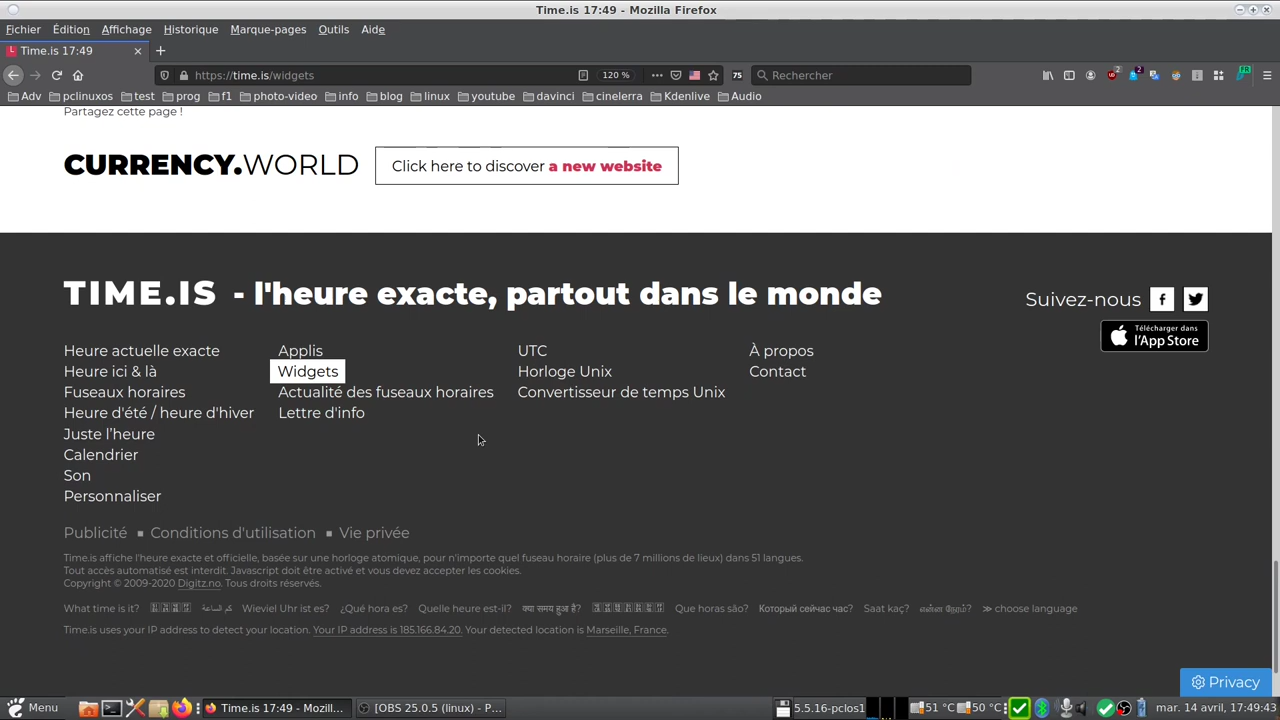 Time.is 17:49 - Mozilla Firefox
Fichier Édition Affichage Historique Marque-pages Outils Aide
Time.is 17:49
https://time.is/widgets 120 % 75 Rechercher 2 2 FR
Adv pclinuxos test prog f1 photo-video info blog linux youtube davinci cinelerra Kdenlive Audio
Partagez cette page !
CURRENCY.WORLD Click here to discover a new website
TIME.IS - l'heure exacte, partout dans le monde
Suivez-nous
Télécharger dans
l'App Store
Heure actuelle exacte Applis UTC À propos
Heure ici & là Widgets Horloge Unix Contact
Fuseaux horaires Actualité des fuseaux horaires Convertisseur de temps Unix
Heure d'été / heure d'hiver Lettre d'info
Juste l’heure
Calendrier
Son
Personnaliser
Publicité ▪ Conditions d'utilisation ▪ Vie privée
Time.is affiche l'heure exacte et officielle, basée sur une horloge atomique, pour n'importe quel fuseau horaire (plus de 7 millions de lieux) dans 51 langues.
Tout accès automatisé est interdit. Javascript doit être activé et vous devez accepter les cookies.
Copyright © 2009-2020 Digitz.no. Tous droits réservés.
What time is it? كم الساعة Wieviel Uhr ist es? ¿Qué hora es? Quelle heure est-il? क्या समय हुआ है? Que horas são? Который сейчас час? Saat kaç? என்ன நேரம்? ≫ choose language
Time.is uses your IP address to detect your location. Your IP address is 185.166.84.20. Your detected location is Marseille, France.
Privacy
Menu Time.is 17:49 - Mozill... [OBS 25.0.5 (linux) - P... 5.5.16-pclos1 51 °C 50 °C mar. 14 avril, 17:49:43